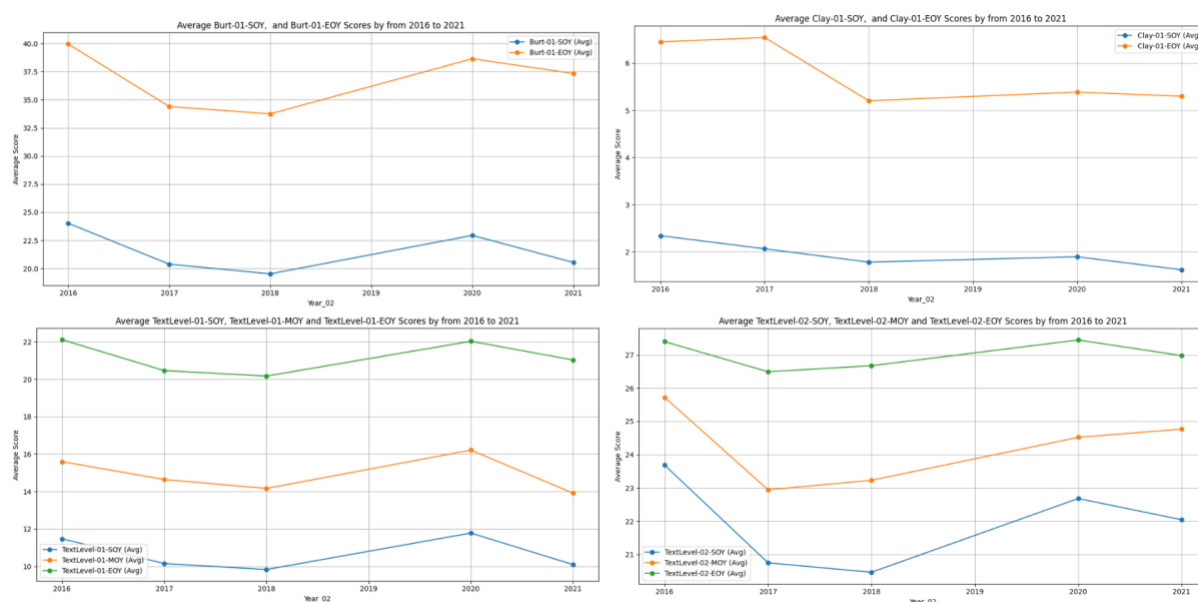 Average Burt-01-SOY,  and Burt-01-EOY Scores by from 2016 to 2021
Burt-01-SOY (Avg)
Burt-01-EOY (Avg)
Average Score
40.0
37.5
35.0
32.5
30.0
27.5
25.0
22.5
20.0
2016 2017 2018 2019 2020 2021
Year_02
Average Clay-01-SOY,  and Clay-01-EOY Scores by from 2016 to 2021
Clay-01-SOY (Avg)
Clay-01-EOY (Avg)
Average Score
6
5
4
3
2
2016 2017 2018 2019 2020 2021
Year_02
Average TextLevel-01-SOY, TextLevel-01-MOY and TextLevel-01-EOY Scores by from 2016 to 2021
Average Score
22
20
18
16
14
12
10
TextLevel-01-SOY (Avg)
TextLevel-01-MOY (Avg)
TextLevel-01-EOY (Avg)
2016 2017 2018 2019 2020 2021
Year_02
Average TextLevel-02-SOY, TextLevel-02-MOY and TextLevel-02-EOY Scores by from 2016 to 2021
Average Score
27
26
25
24
23
22
21
TextLevel-02-SOY (Avg)
TextLevel-02-MOY (Avg)
TextLevel-02-EOY (Avg)
2016 2017 2018 2019 2020 2021
Year_02